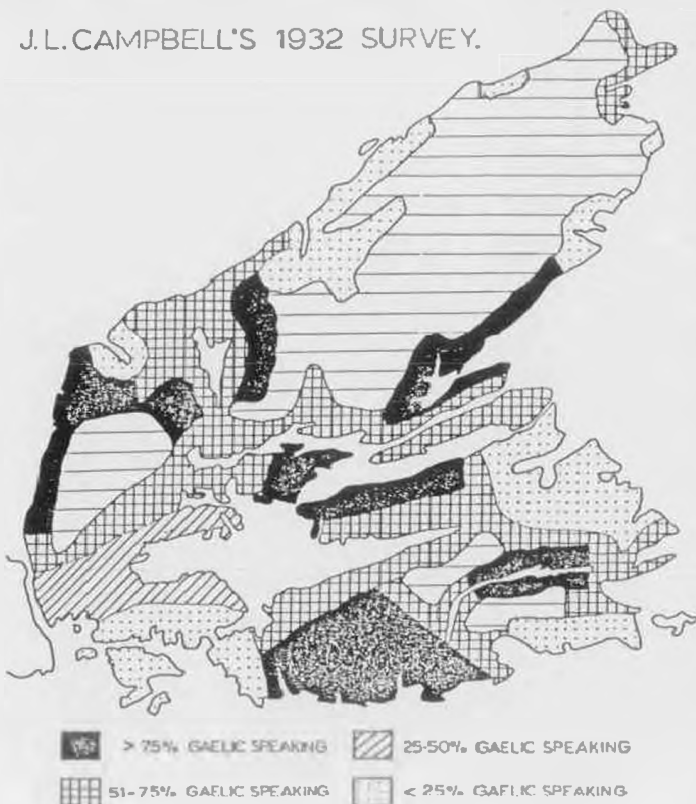 J.L.CAMPBELL'S 1932 SURVEY.
> 75% GAELIC SPEAKING
25-50% GAELIC SPEAKING
51-75% GAELIC SPEAKING
< 25% GAELIC SPEAKING